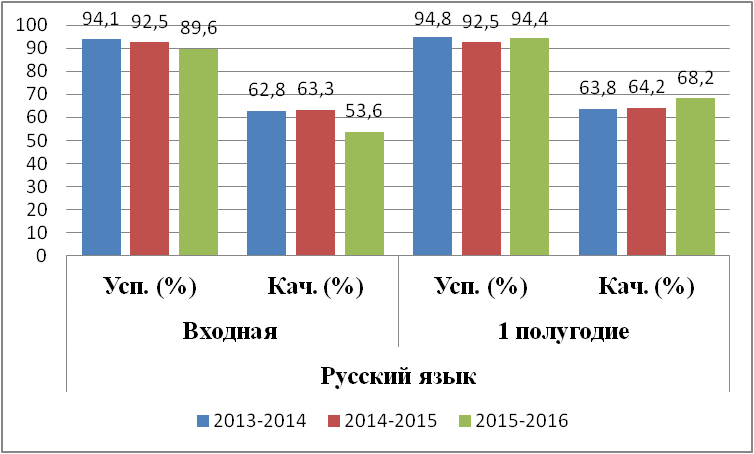 94,1 92,5 89,6 62,8 63,3 53,6 94,8 92,5 94,4 63,8 64,2 68,2
100
90
80
70
60
50
40
30
20
10
0
Усп. (%) Кач. (%) Усп. (%) Кач. (%)
Входная 1 полугодие
Русский язык
2013-2014 2014-2015 2015-2016